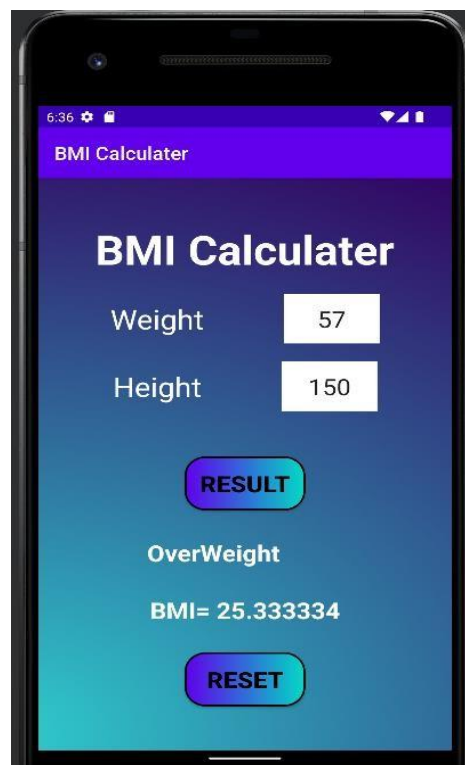 6:36
BMI Calculater
BMI Calculater
Weight 57
Height 150
RESULT
OverWeight
BMI= 25.333334
RESET